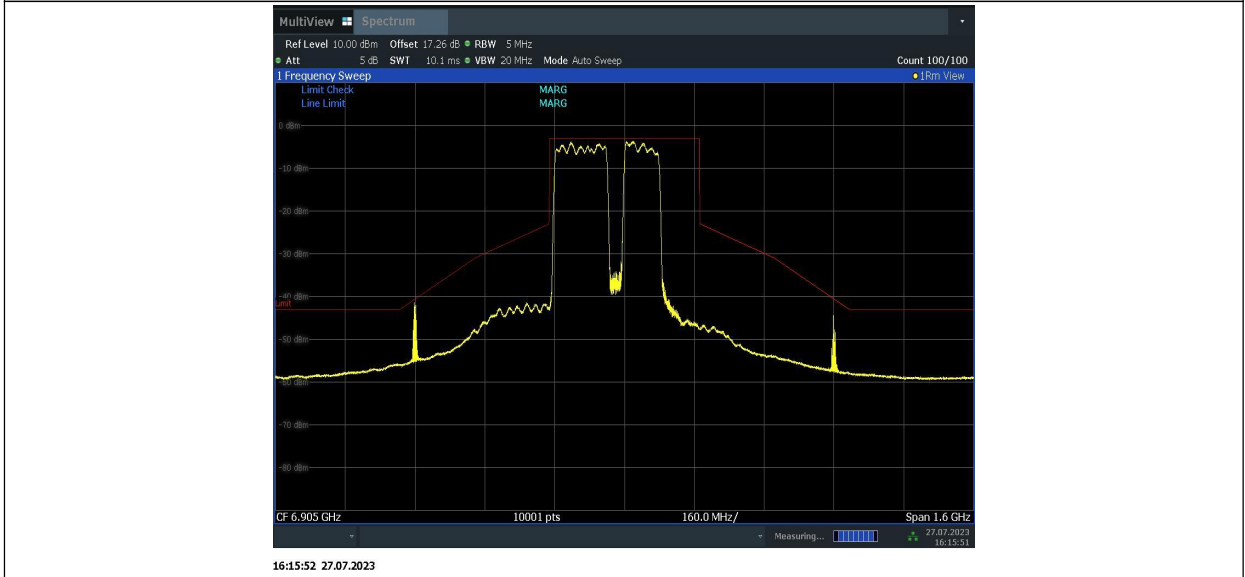 MultiView Spectrum
Ref Level 10.00 dBm Offset 17.26 dB RBW 5 MHz
Att 5 dB SWT 10.1 ms VBW 20 MHz Mode Auto Sweep Count 100/100
1 Frequency Sweep 1Rm View
Limit Check MARG
Line Limit MARG
0 dBm
-10 dBm
-20 dBm
-30 dBm
-40 dBm
Limit
-50 dBm
-60 dBm
-70 dBm
-80 dBm
CF 6.905 GHz 10001 pts 160.0 MHz/ Span 1.6 GHz
Measuring... 27.07.2023
16:15:51
16:15:52 27.07.2023